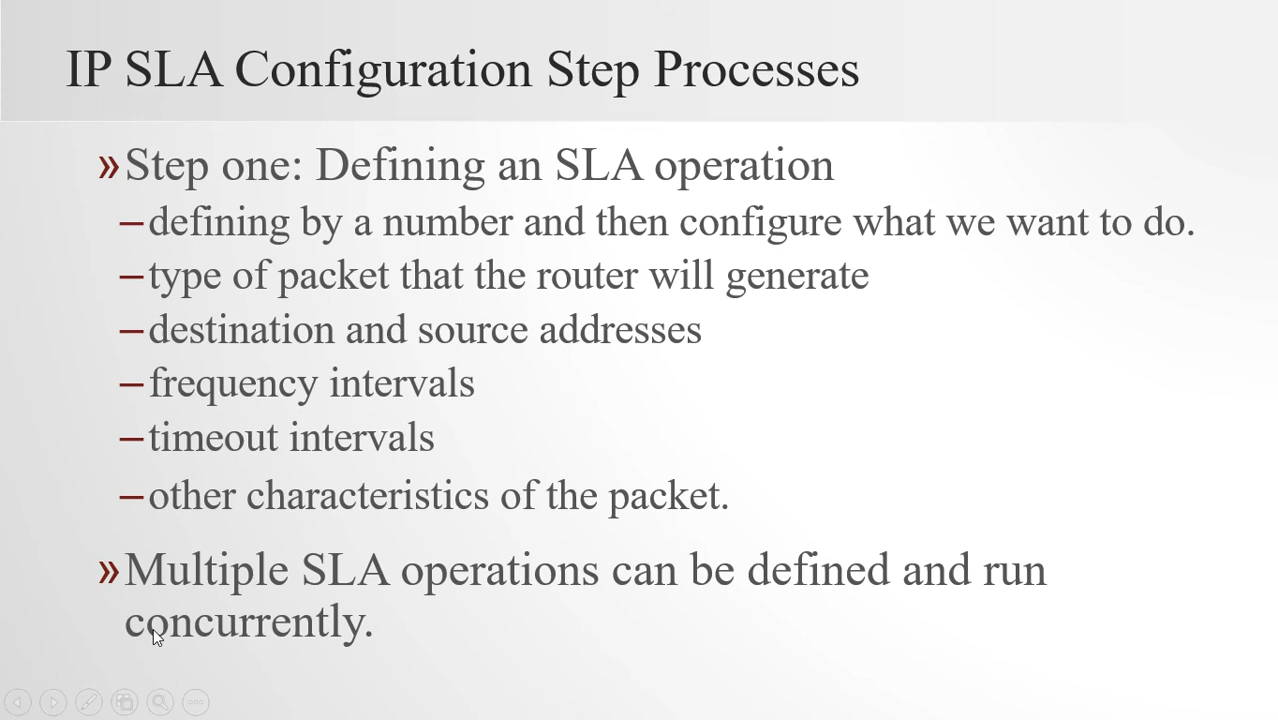 IP SLA Configuration Step Processes
»Step one: Defining an SLA operation
–defining by a number and then configure what we want to do.
–type of packet that the router will generate
–destination and source addresses
–frequency intervals
–timeout intervals
–other characteristics of the packet.
»Multiple SLA operations can be defined and run
concurrently.